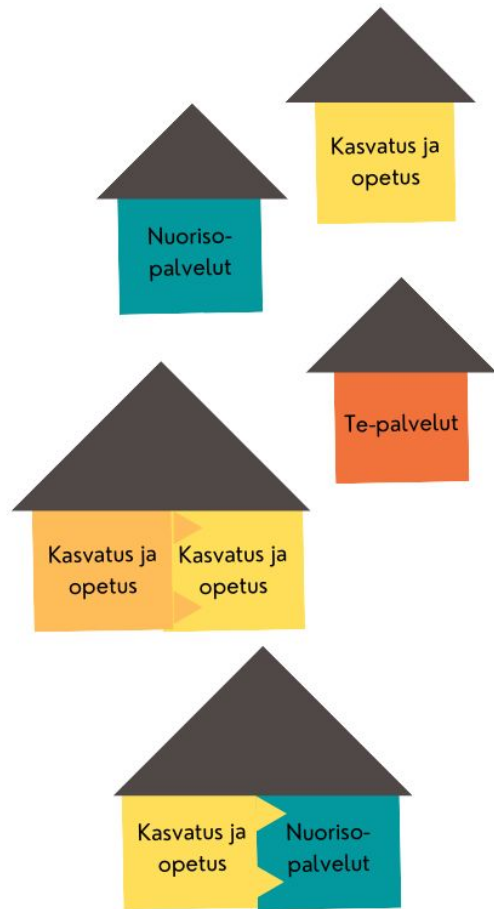 Kasvatus ja
opetus
Nuoriso-
palvelut
Te-palvelut
Kasvatus ja
opetus
Kasvatus ja
opetus
Kasvatus ja
opetus
Nuoriso-
palvelut